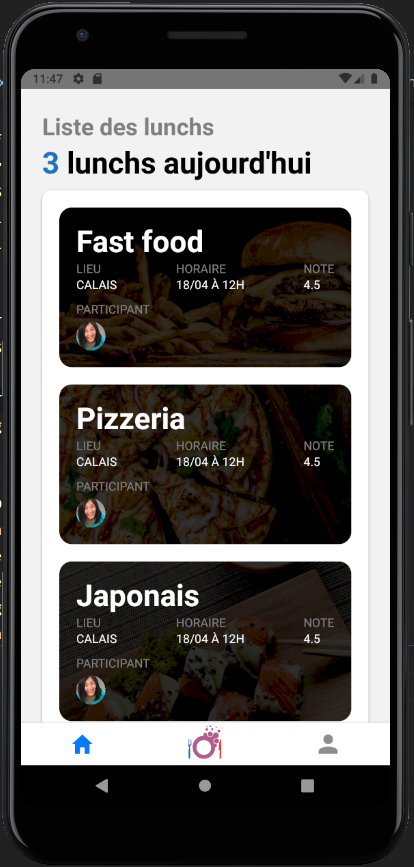 11:47
Liste des lunchs
3 lunchs aujourd'hui
Fast food
LIEU HORAIRE NOTE
CALAIS 18/04 À 12H 4.5
PARTICIPANT
Pizzeria
LIEU HORAIRE NOTE
CALAIS 18/04 À 12H 4.5
PARTICIPANT
Japonais
LIEU HORAIRE NOTE
CALAIS 18/04 À 12H 4.5
PARTICIPANT